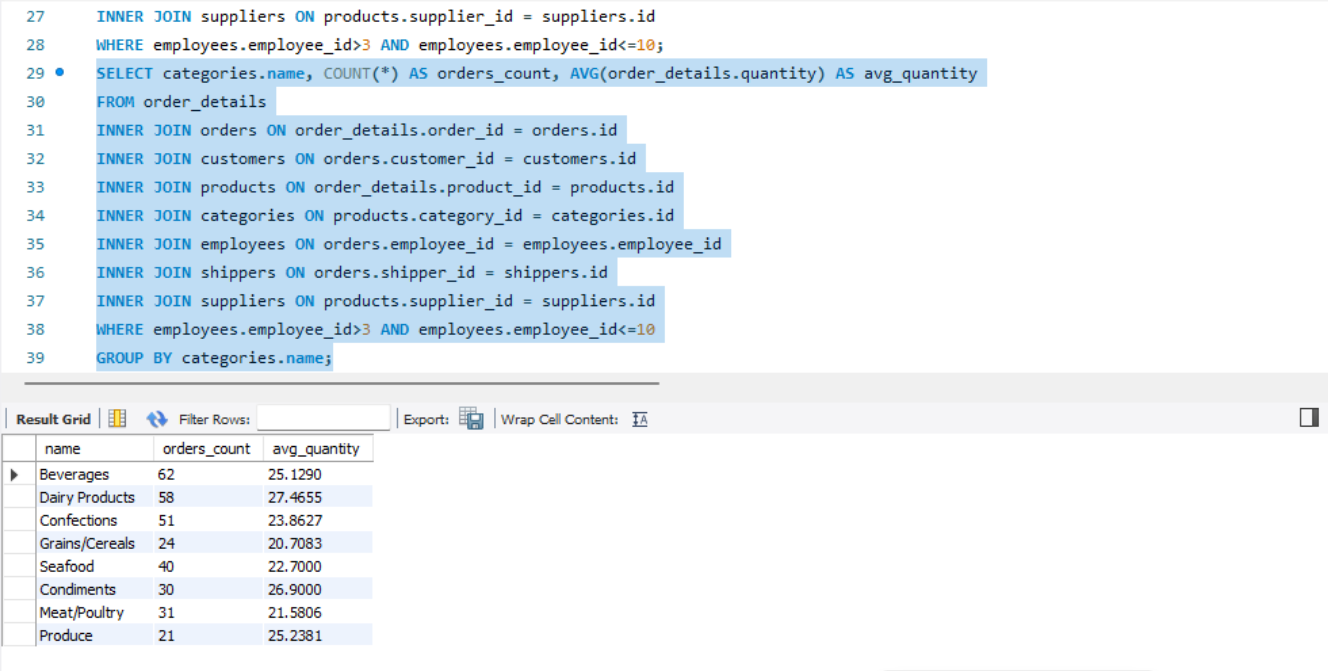 27 INNER JOIN suppliers ON products.supplier_id = suppliers.id
28 WHERE employees.employee_id>3 AND employees.employee_id<=10;
29 SELECT categories.name, COUNT(*) AS orders_count, AVG(order_details.quantity) AS avg_quantity
30 FROM order_details
31 INNER JOIN orders ON order_details.order_id = orders.id
32 INNER JOIN customers ON orders.customer_id = customers.id
33 INNER JOIN products ON order_details.product_id = products.id
34 INNER JOIN categories ON products.category_id = categories.id
35 INNER JOIN employees ON orders.employee_id = employees.employee_id
36 INNER JOIN shippers ON orders.shipper_id = shippers.id
37 INNER JOIN suppliers ON products.supplier_id = suppliers.id
38 WHERE employees.employee_id>3 AND employees.employee_id<=10
39 GROUP BY categories.name;
Result Grid Filter Rows: Export: Wrap Cell Content: IA
name orders_count avg_quantity
Beverages 62 25.1290
Dairy Products 58 27.4655
Confections 51 23.8627
Grains/Cereals 24 20.7083
Seafood 40 22.7000
Condiments 30 26.9000
Meat/Poultry 31 21.5806
Produce 21 25.2381